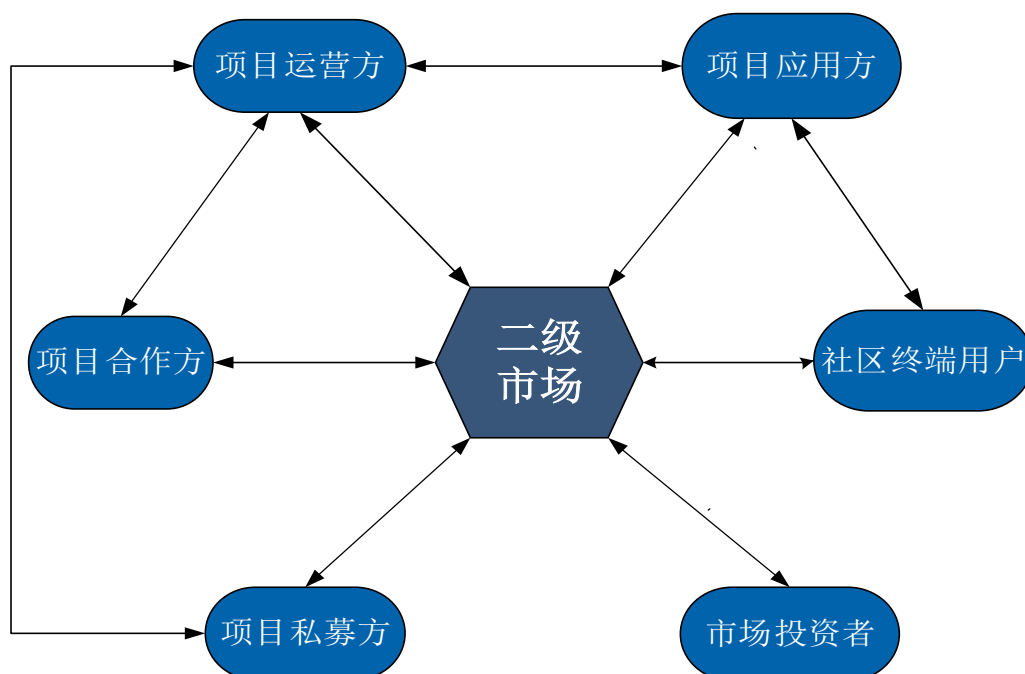 项目运营方
项目应用方
二级
市场
项目合作方
社区终端用户
项目私募方
市场投资者